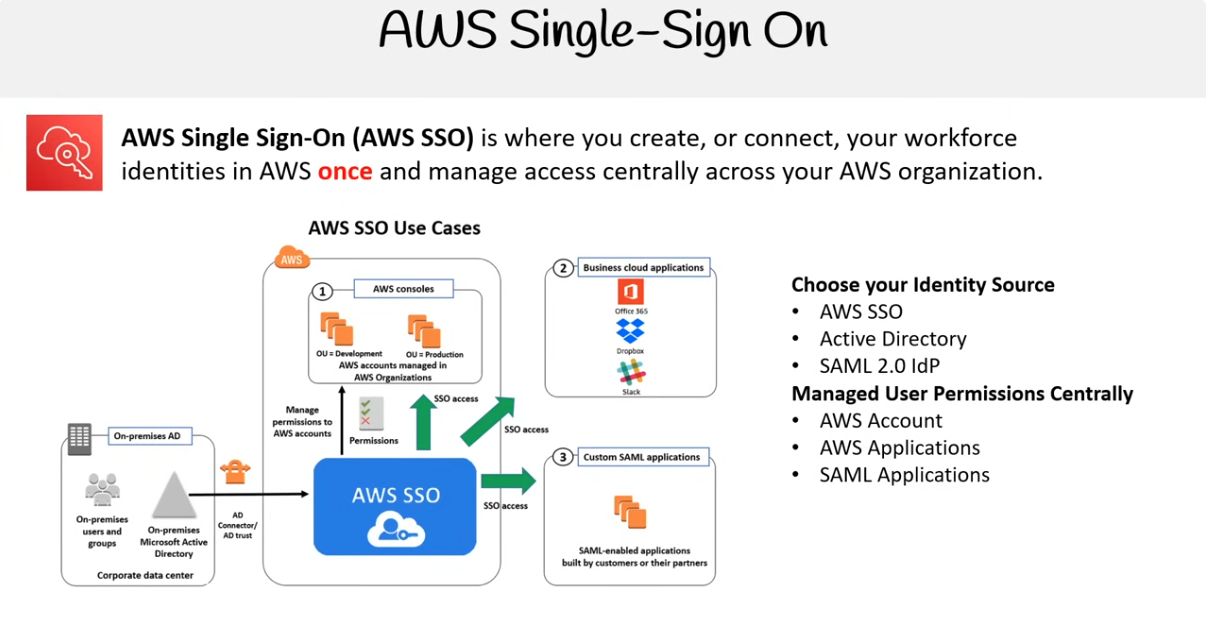 AWS Single-Sign On
AWS Single Sign-On (AWS SSO) is where you create, or connect, your workforce
identities in AWS once and manage access centrally across your AWS organization.
AWS SSO Use Cases
AWS
1
AWS consoles
OU = Development
OU = Production
AWS accounts managed in
AWS Organizations
Manage
permissions to
AWS accounts
Permissions
SSO access
2
Business cloud applications
Office 365
Dropbox
Slack
SSO access
On-premises AD
On-premises
users and
groups
On-premises
Microsoft Active
Directory
Corporate data center
AD
Connector/
AD trust
AWS SSO
SSO access
3
Custom SAML applications
SAML-enabled applications
built by customers or their partners
Choose your Identity Source
• AWS SSO
• Active Directory
• SAML 2.0 IdP
Managed User Permissions Centrally
• AWS Account
• AWS Applications
• SAML Applications